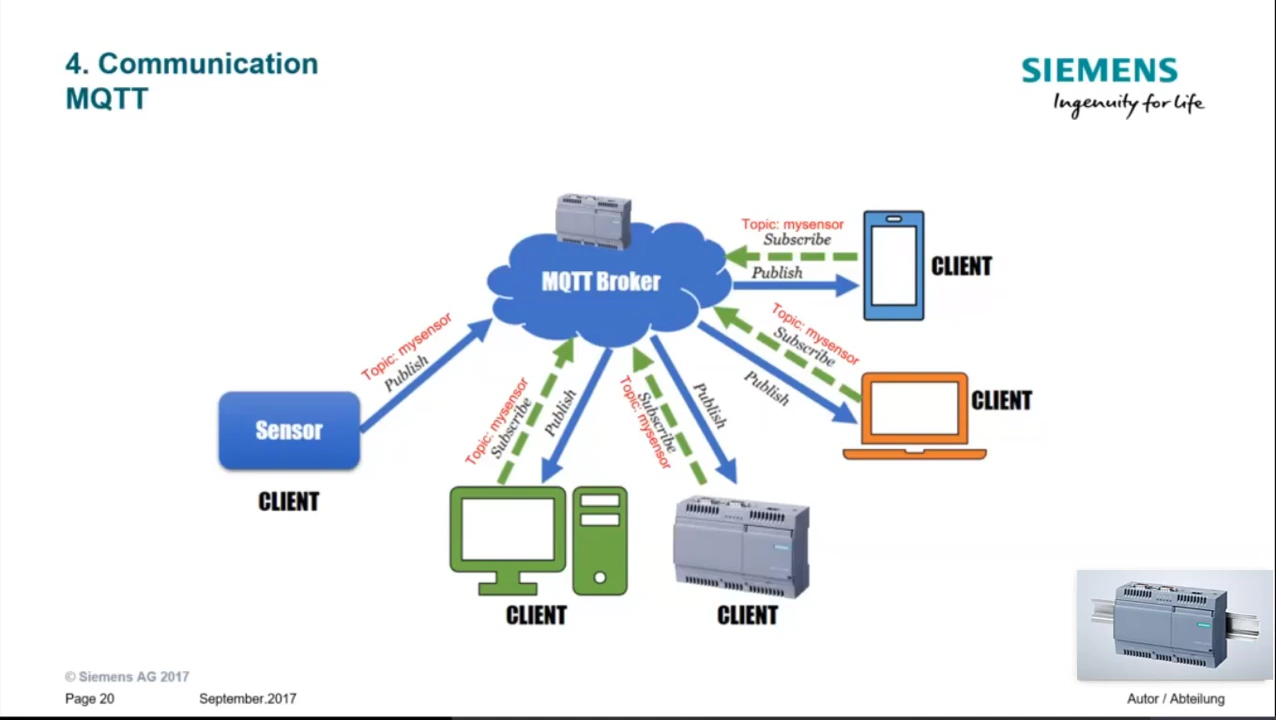 4. Communication
MQTT
SIEMENS
Ingenuity for life
Topic: mysensor
Subscribe
Publish
CLIENT
MQTT Broker
Topic: mysensor
Publish
Sensor
CLIENT
Topic: mysensor
Subscribe
Publish
CLIENT
Topic: mysensor
Subscribe
Publish
CLIENT
Topic: mysensor
Subscribe
Publish
CLIENT
© Siemens AG 2017
Page 20
September.2017
Autor / Abteilung